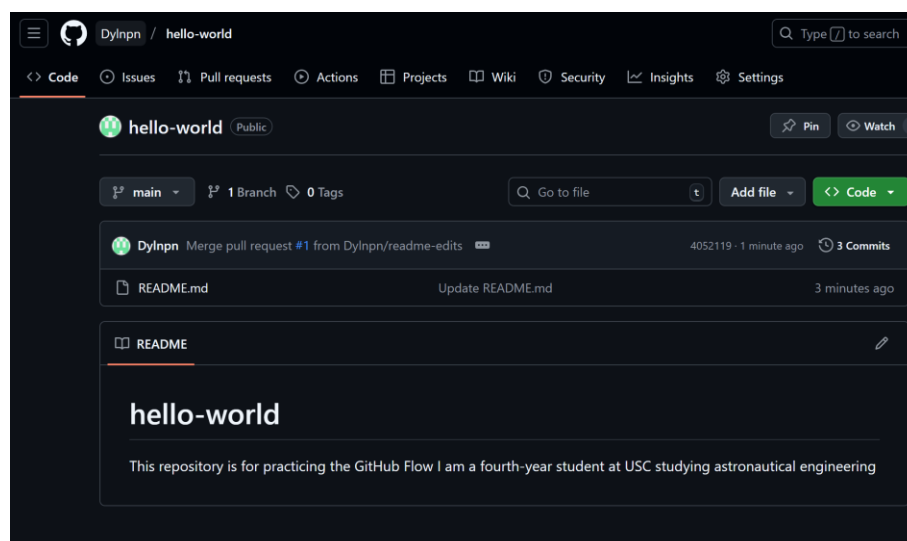 Dylnpn / hello-world
Type / to search
<> Code Issues Pull requests Actions Projects Wiki Security Insights Settings
hello-world Public
Pin Watch
main 1 Branch 0 Tags Go to file t Add file <> Code
Dylnpn Merge pull request #1 from Dylnpn/readme-edits 4052119 · 1 minute ago 3 Commits
README.md Update README.md 3 minutes ago
README
hello-world
This repository is for practicing the GitHub Flow I am a fourth-year student at USC studying astronautical engineering